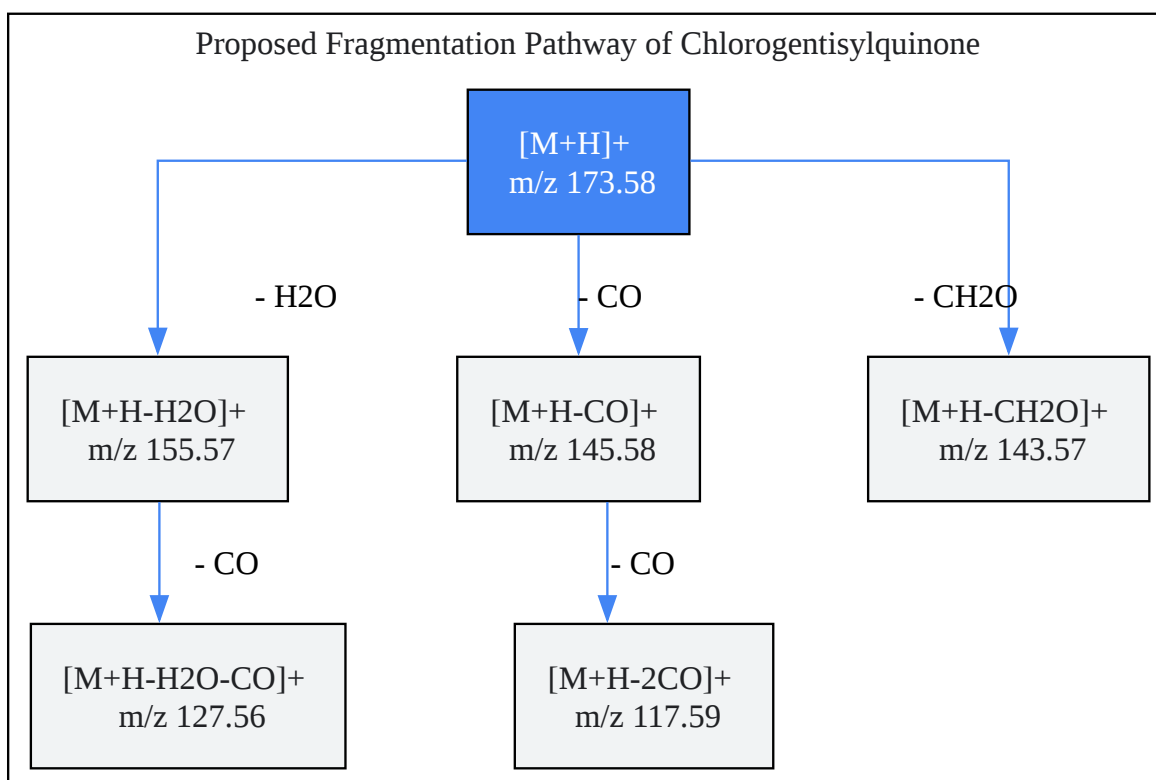 Proposed Fragmentation Pathway of Chlorogentisylquinone
[M+H]+
m/z 173.58
- H2O
- CO
- CH2O
[M+H-H2O]+
m/z 155.57
[M+H-CO]+
m/z 145.58
[M+H-CH2O]+
m/z 143.57
- CO
- CO
[M+H-H2O-CO]+
m/z 127.56
[M+H-2CO]+
m/z 117.59